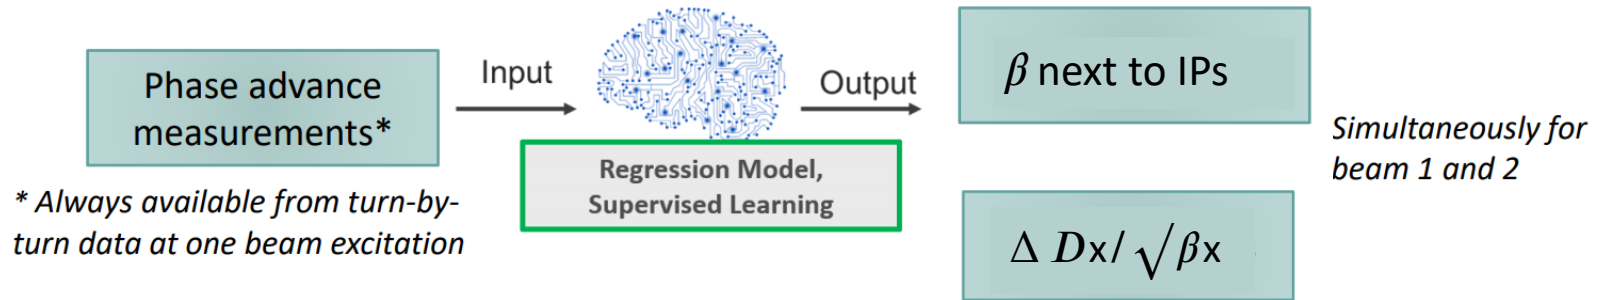 Phase advance
measurements*
* Always available from turn-by-
turn data at one beam excitation
Input
Regression Model,
Supervised Learning
Output
β next to IPs
Δ Dx/√βx
Simultaneously for
beam 1 and 2